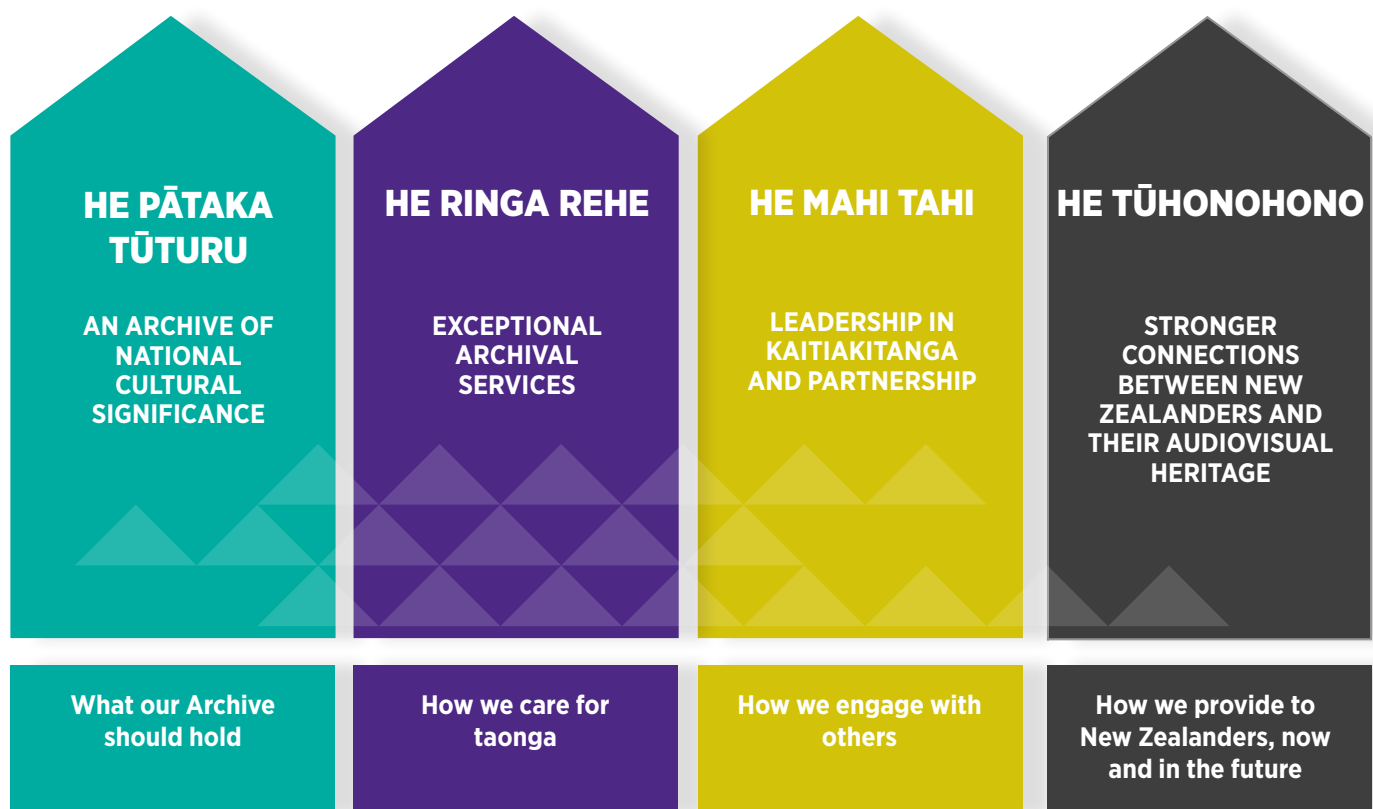 HE PĀTAKA
TŪTURU
AN ARCHIVE OF
NATIONAL
CULTURAL
SIGNIFICANCE
What our Archive
should hold
HE RINGA REHE
EXCEPTIONAL
ARCHIVAL
SERVICES
How we care for
taonga
HE MAHI TAHI
LEADERSHIP IN
KAITIAKITANGA
AND PARTNERSHIP
How we engage with
others
HE TŪHONOHONO
STRONGER
CONNECTIONS
BETWEEN NEW
ZEALANDERS AND
THEIR AUDIOVISUAL
HERITAGE
How we provide to
New Zealanders, now
and in the future